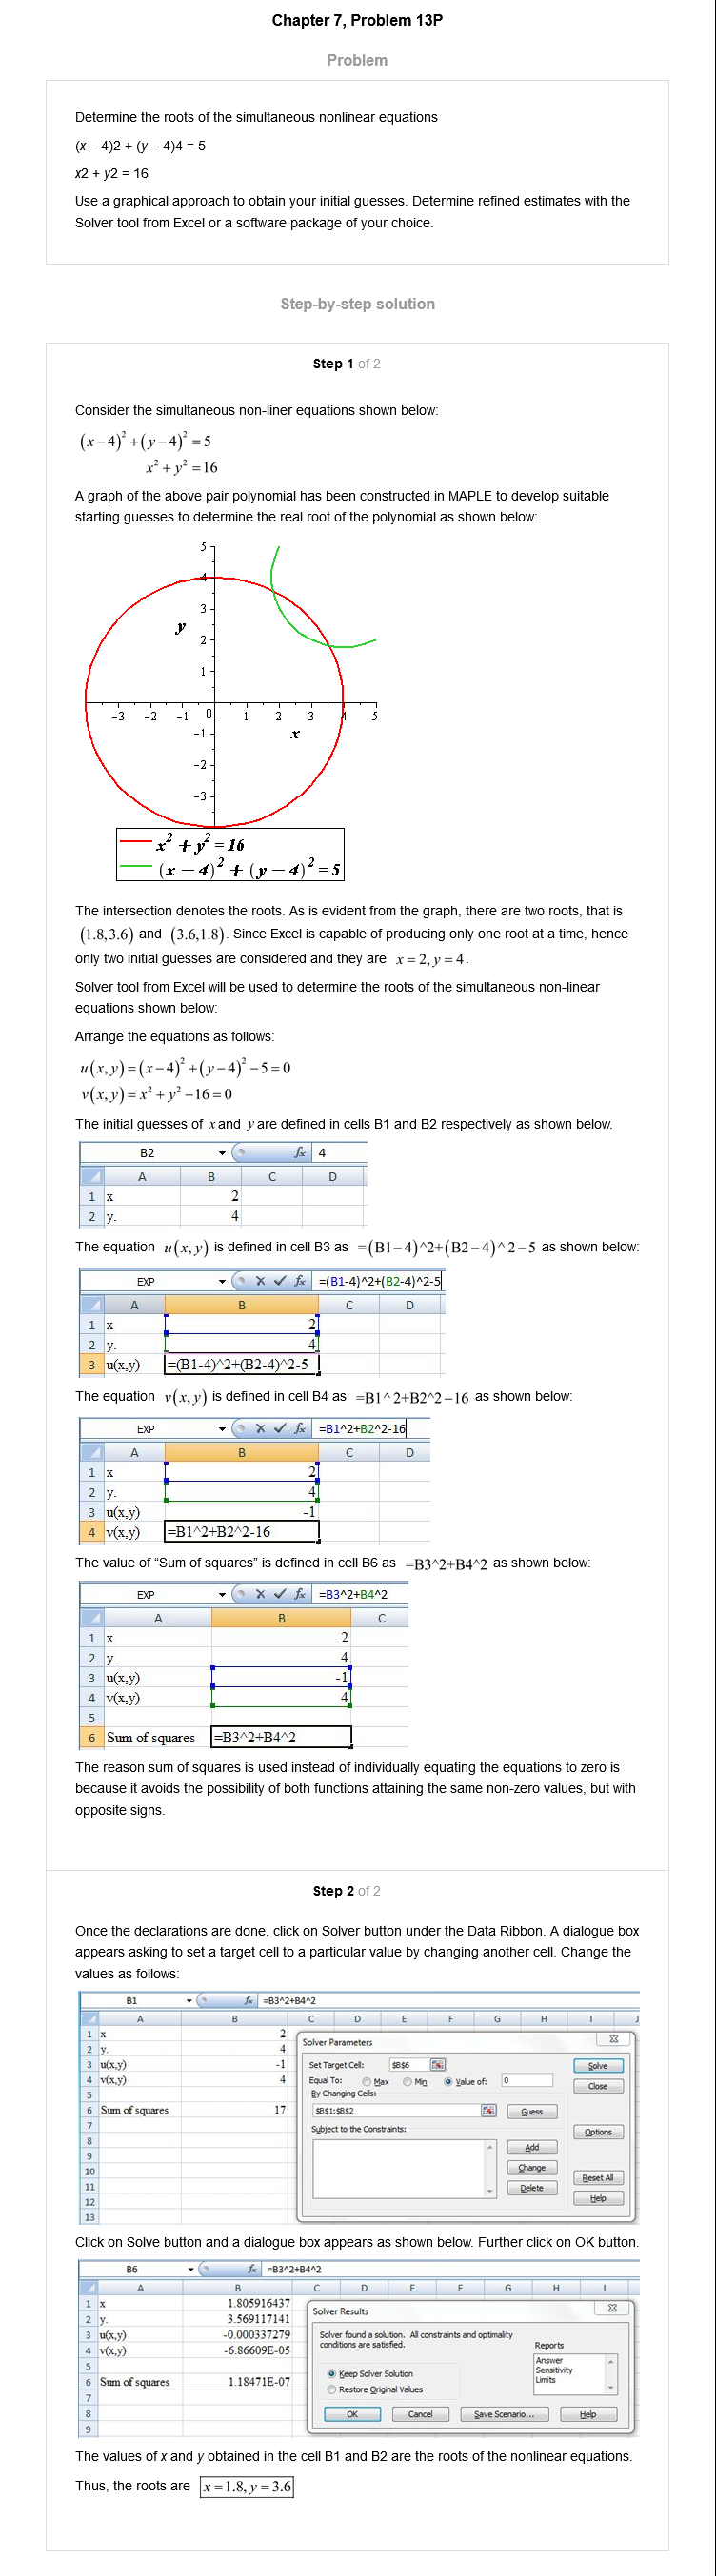 Chapter 7, Problem 13P
Problem
Determine the roots of the simultaneous nonlinear equations
(x – 4)2 + (y – 4)4 = 5
x2 + y2 = 16
Use a graphical approach to obtain your initial guesses. Determine refined estimates with the
Solver tool from Excel or a software package of your choice.
Step-by-step solution
Step 1 of 2
Consider the simultaneous non-liner equations shown below:
(x−4)² + (y−4)² = 5
x² + y² = 16
A graph of the above pair polynomial has been constructed in MAPLE to develop suitable
starting guesses to determine the real root of the polynomial as shown below:
5
4
3
y
2
1
-3 -2 -1 0 1 2 3 4 5
-1
x
-2
-3
x² + y² = 16
(x − 4)² + (y − 4)² = 5
The intersection denotes the roots. As is evident from the graph, there are two roots, that is
(1.8,3.6) and (3.6,1.8). Since Excel is capable of producing only one root at a time, hence
only two initial guesses are considered and they are x = 2, y = 4.
Solver tool from Excel will be used to determine the roots of the simultaneous non-linear
equations shown below:
Arrange the equations as follows:
u(x,y) = (x−4)² + (y−4)² − 5 = 0
v(x,y) = x² + y² − 16 = 0
The initial guesses of x and y are defined in cells B1 and B2 respectively as shown below.
B2 fx 4
A B C D
1 x 2
2 y. 4
The equation u(x,y) is defined in cell B3 as =(B1−4)^2+(B2−4)^2−5 as shown below:
EXP fx =(B1-4)^2+(B2-4)^2-5
A B C D
1 x 2
2 y. 4
3 u(x,y) =(B1-4)^2+(B2-4)^2-5
The equation v(x,y) is defined in cell B4 as =B1^2+B2^2−16 as shown below:
EXP fx =B1^2+B2^2-16
A B C D
1 x 2
2 y. 4
3 u(x,y) -1
4 v(x,y) =B1^2+B2^2-16
The value of “Sum of squares” is defined in cell B6 as =B3^2+B4^2 as shown below:
EXP fx =B3^2+B4^2
A B C
1 x 2
2 y. 4
3 u(x,y) -1
4 v(x,y) 4
5
6 Sum of squares =B3^2+B4^2
The reason sum of squares is used instead of individually equating the equations to zero is
because it avoids the possibility of both functions attaining the same non-zero values, but with
opposite signs.
Step 2 of 2
Once the declarations are done, click on Solver button under the Data Ribbon. A dialogue box
appears asking to set a target cell to a particular value by changing another cell. Change the
values as follows:
B1 fx =B3^2+B4^2
A B C D E F G H I J
1 x 2
2 y. 4
3 u(x,y) -1
4 v(x,y) 4
5
6 Sum of squares 17
7
8
9
10
11
12
13
Solver Parameters
Set Target Cell: $B$6 Solve
Equal To: Max Min Value of: 0 Close
By Changing Cells:
$B$1:$B$2 Guess
Subject to the Constraints: Options
Add
Change
Reset All
Delete
Help
Click on Solve button and a dialogue box appears as shown below. Further click on OK button.
B6 fx =B3^2+B4^2
A B C D E F G H I
1 x 1.805916437
2 y. 3.569117141
3 u(x,y) -0.000337279
4 v(x,y) -6.86609E-05
5
6 Sum of squares 1.18471E-07
7
8
9
Solver Results
Solver found a solution. All constraints and optimality
conditions are satisfied.
Reports
Answer
Sensitivity
Limits
Keep Solver Solution
Restore Original Values
OK Cancel Save Scenario... Help
The values of x and y obtained in the cell B1 and B2 are the roots of the nonlinear equations.
Thus, the roots are x = 1.8, y = 3.6